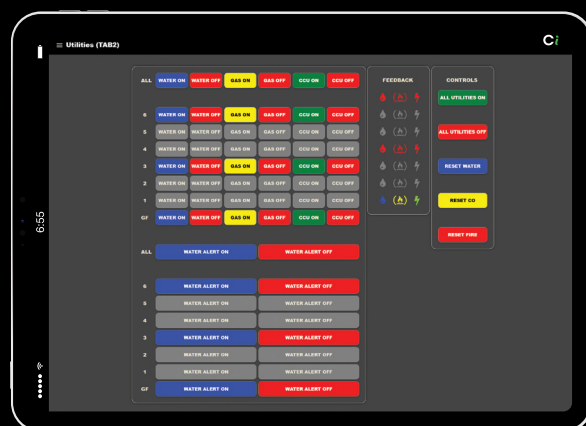 6:55
≡ Utilities (TAB2)
Ci
FEEDBACK
CONTROLS
ALL WATER ON WATER OFF GAS ON GAS OFF CCU ON CCU OFF
6 WATER ON WATER OFF GAS ON GAS OFF CCU ON CCU OFF
5 WATER ON WATER OFF GAS ON GAS OFF CCU ON CCU OFF
4 WATER ON WATER OFF GAS ON GAS OFF CCU ON CCU OFF
3 WATER ON WATER OFF GAS ON GAS OFF CCU ON CCU OFF
2 WATER ON WATER OFF GAS ON GAS OFF CCU ON CCU OFF
1 WATER ON WATER OFF GAS ON GAS OFF CCU ON CCU OFF
GF WATER ON WATER OFF GAS ON GAS OFF CCU ON CCU OFF
ALL UTILITIES ON
ALL UTILITIES OFF
RESET WATER
RESET CO
RESET FIRE
ALL WATER ALERT ON WATER ALERT OFF
6 WATER ALERT ON WATER ALERT OFF
5 WATER ALERT ON WATER ALERT OFF
4 WATER ALERT ON WATER ALERT OFF
3 WATER ALERT ON WATER ALERT OFF
2 WATER ALERT ON WATER ALERT OFF
1 WATER ALERT ON WATER ALERT OFF
GF WATER ALERT ON WATER ALERT OFF